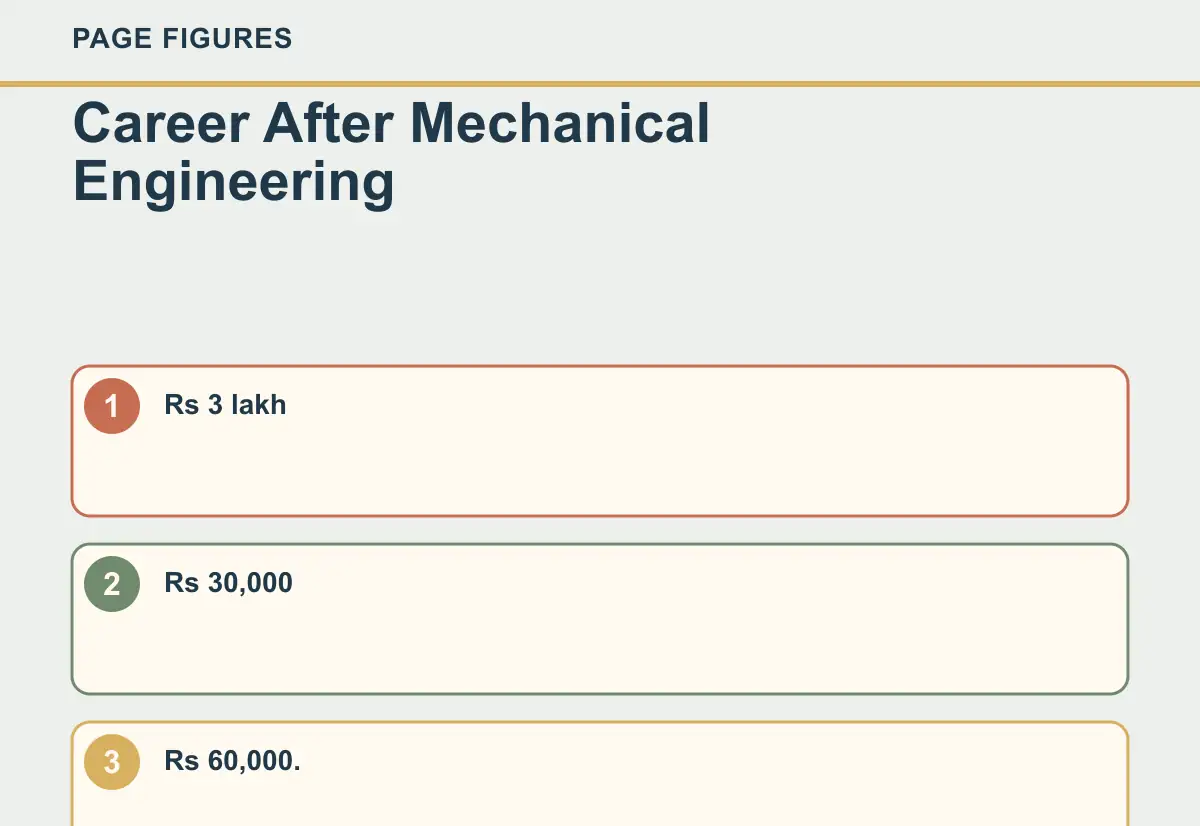 PAGE FIGURES
Career After Mechanical
Engineering
1
Rs 3 lakh
2
Rs 30,000
3
Rs 60,000.